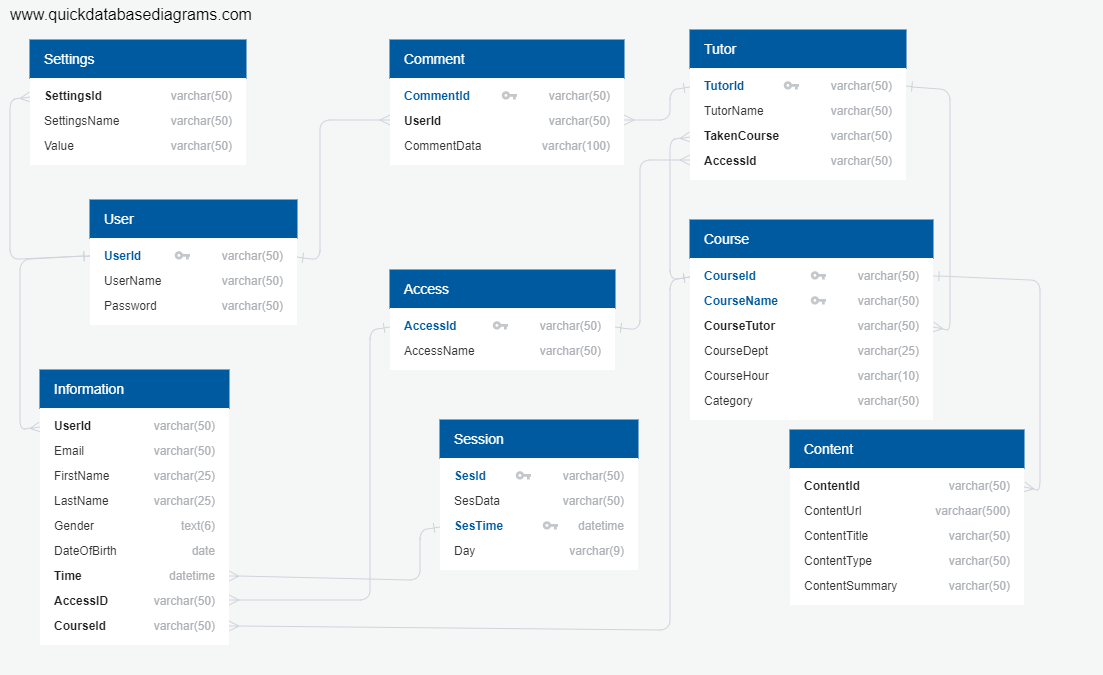 www.quickdatabasediagrams.com
Settings
SettingsId varchar(50)
SettingsName varchar(50)
Value varchar(50)
Comment
CommentId varchar(50)
UserId varchar(50)
CommentData varchar(100)
Tutor
TutorId varchar(50)
TutorName varchar(50)
TakenCourse varchar(50)
AccessId varchar(50)
User
UserId varchar(50)
UserName varchar(50)
Password varchar(50)
Access
AccessId varchar(50)
AccessName varchar(50)
Course
CourseId varchar(50)
CourseName varchar(50)
CourseTutor varchar(50)
CourseDept varchar(25)
CourseHour varchar(10)
Category varchar(50)
Information
UserId varchar(50)
Email varchar(50)
FirstName varchar(25)
LastName varchar(25)
Gender text(6)
DateOfBirth date
Time datetime
AccessID varchar(50)
CourseId varchar(50)
Session
SesId varchar(50)
SesData varchar(50)
SesTime datetime
Day varchar(9)
Content
ContentId varchar(50)
ContentUrl varchaar(500)
ContentTitle varchar(50)
ContentType varchar(50)
ContentSummary varchar(50)